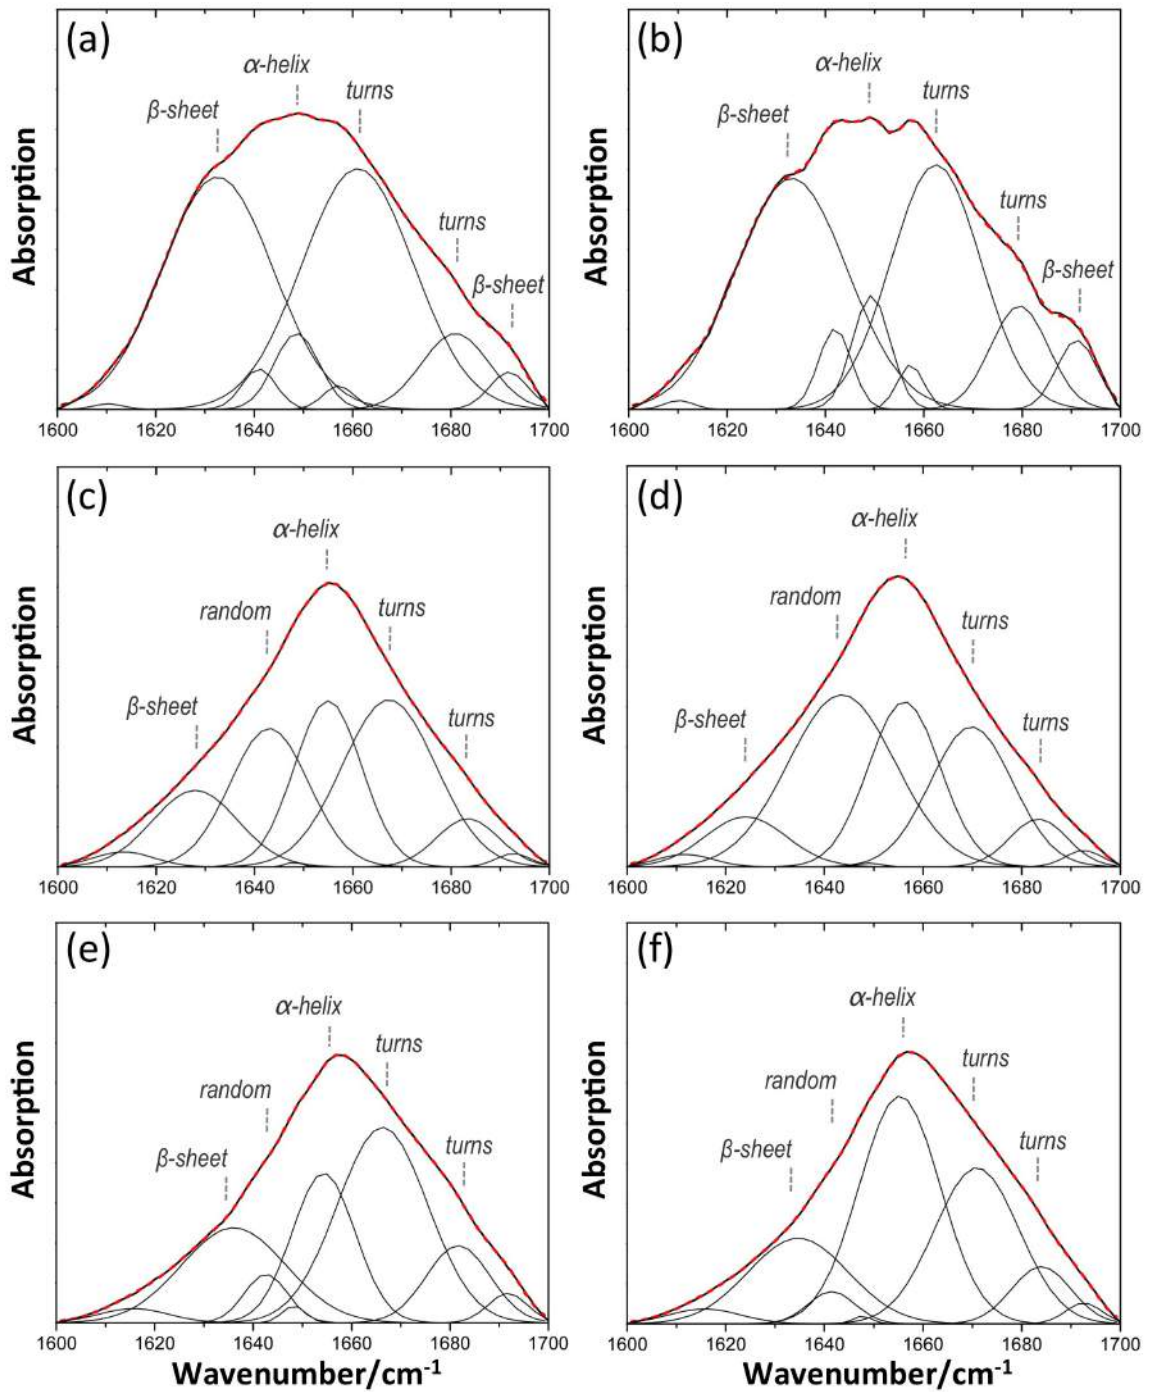 (a)
α-helix
turns
β-sheet
turns
β-sheet
Absorption
1600 1620 1640 1660 1680 1700
(b)
α-helix
turns
β-sheet
turns
β-sheet
Absorption
1600 1620 1640 1660 1680 1700
(c)
α-helix
random
turns
β-sheet
turns
Absorption
1600 1620 1640 1660 1680 1700
(d)
α-helix
random
turns
β-sheet
turns
Absorption
1600 1620 1640 1660 1680 1700
(e)
α-helix
turns
random
β-sheet
turns
Absorption
1600 1620 1640 1660 1680 1700
Wavenumber/cm⁻¹
(f)
α-helix
turns
random
β-sheet
turns
Absorption
1600 1620 1640 1660 1680 1700
Wavenumber/cm⁻¹